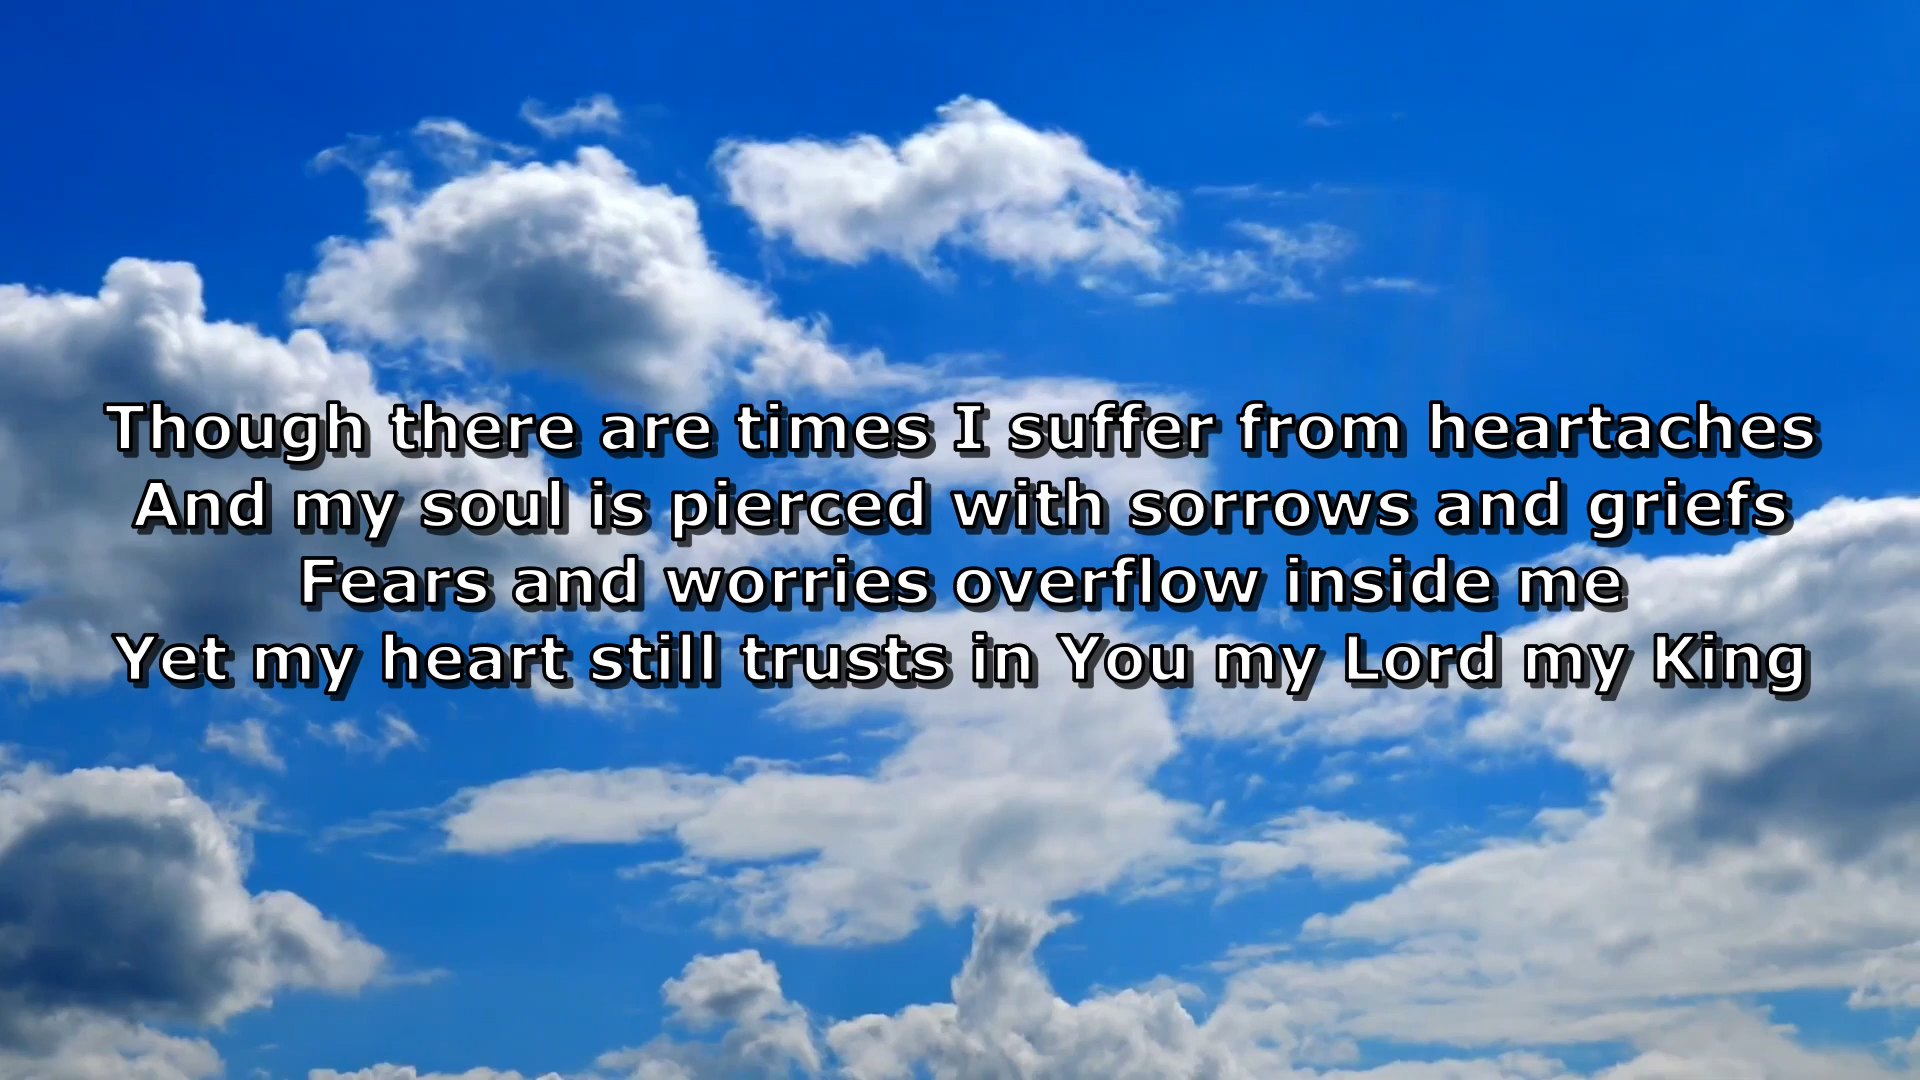 Though there are times I suffer from heartaches
And my soul is pierced with sorrows and griefs
Fears and worries overflow inside me
Yet my heart still trusts in You my Lord my King